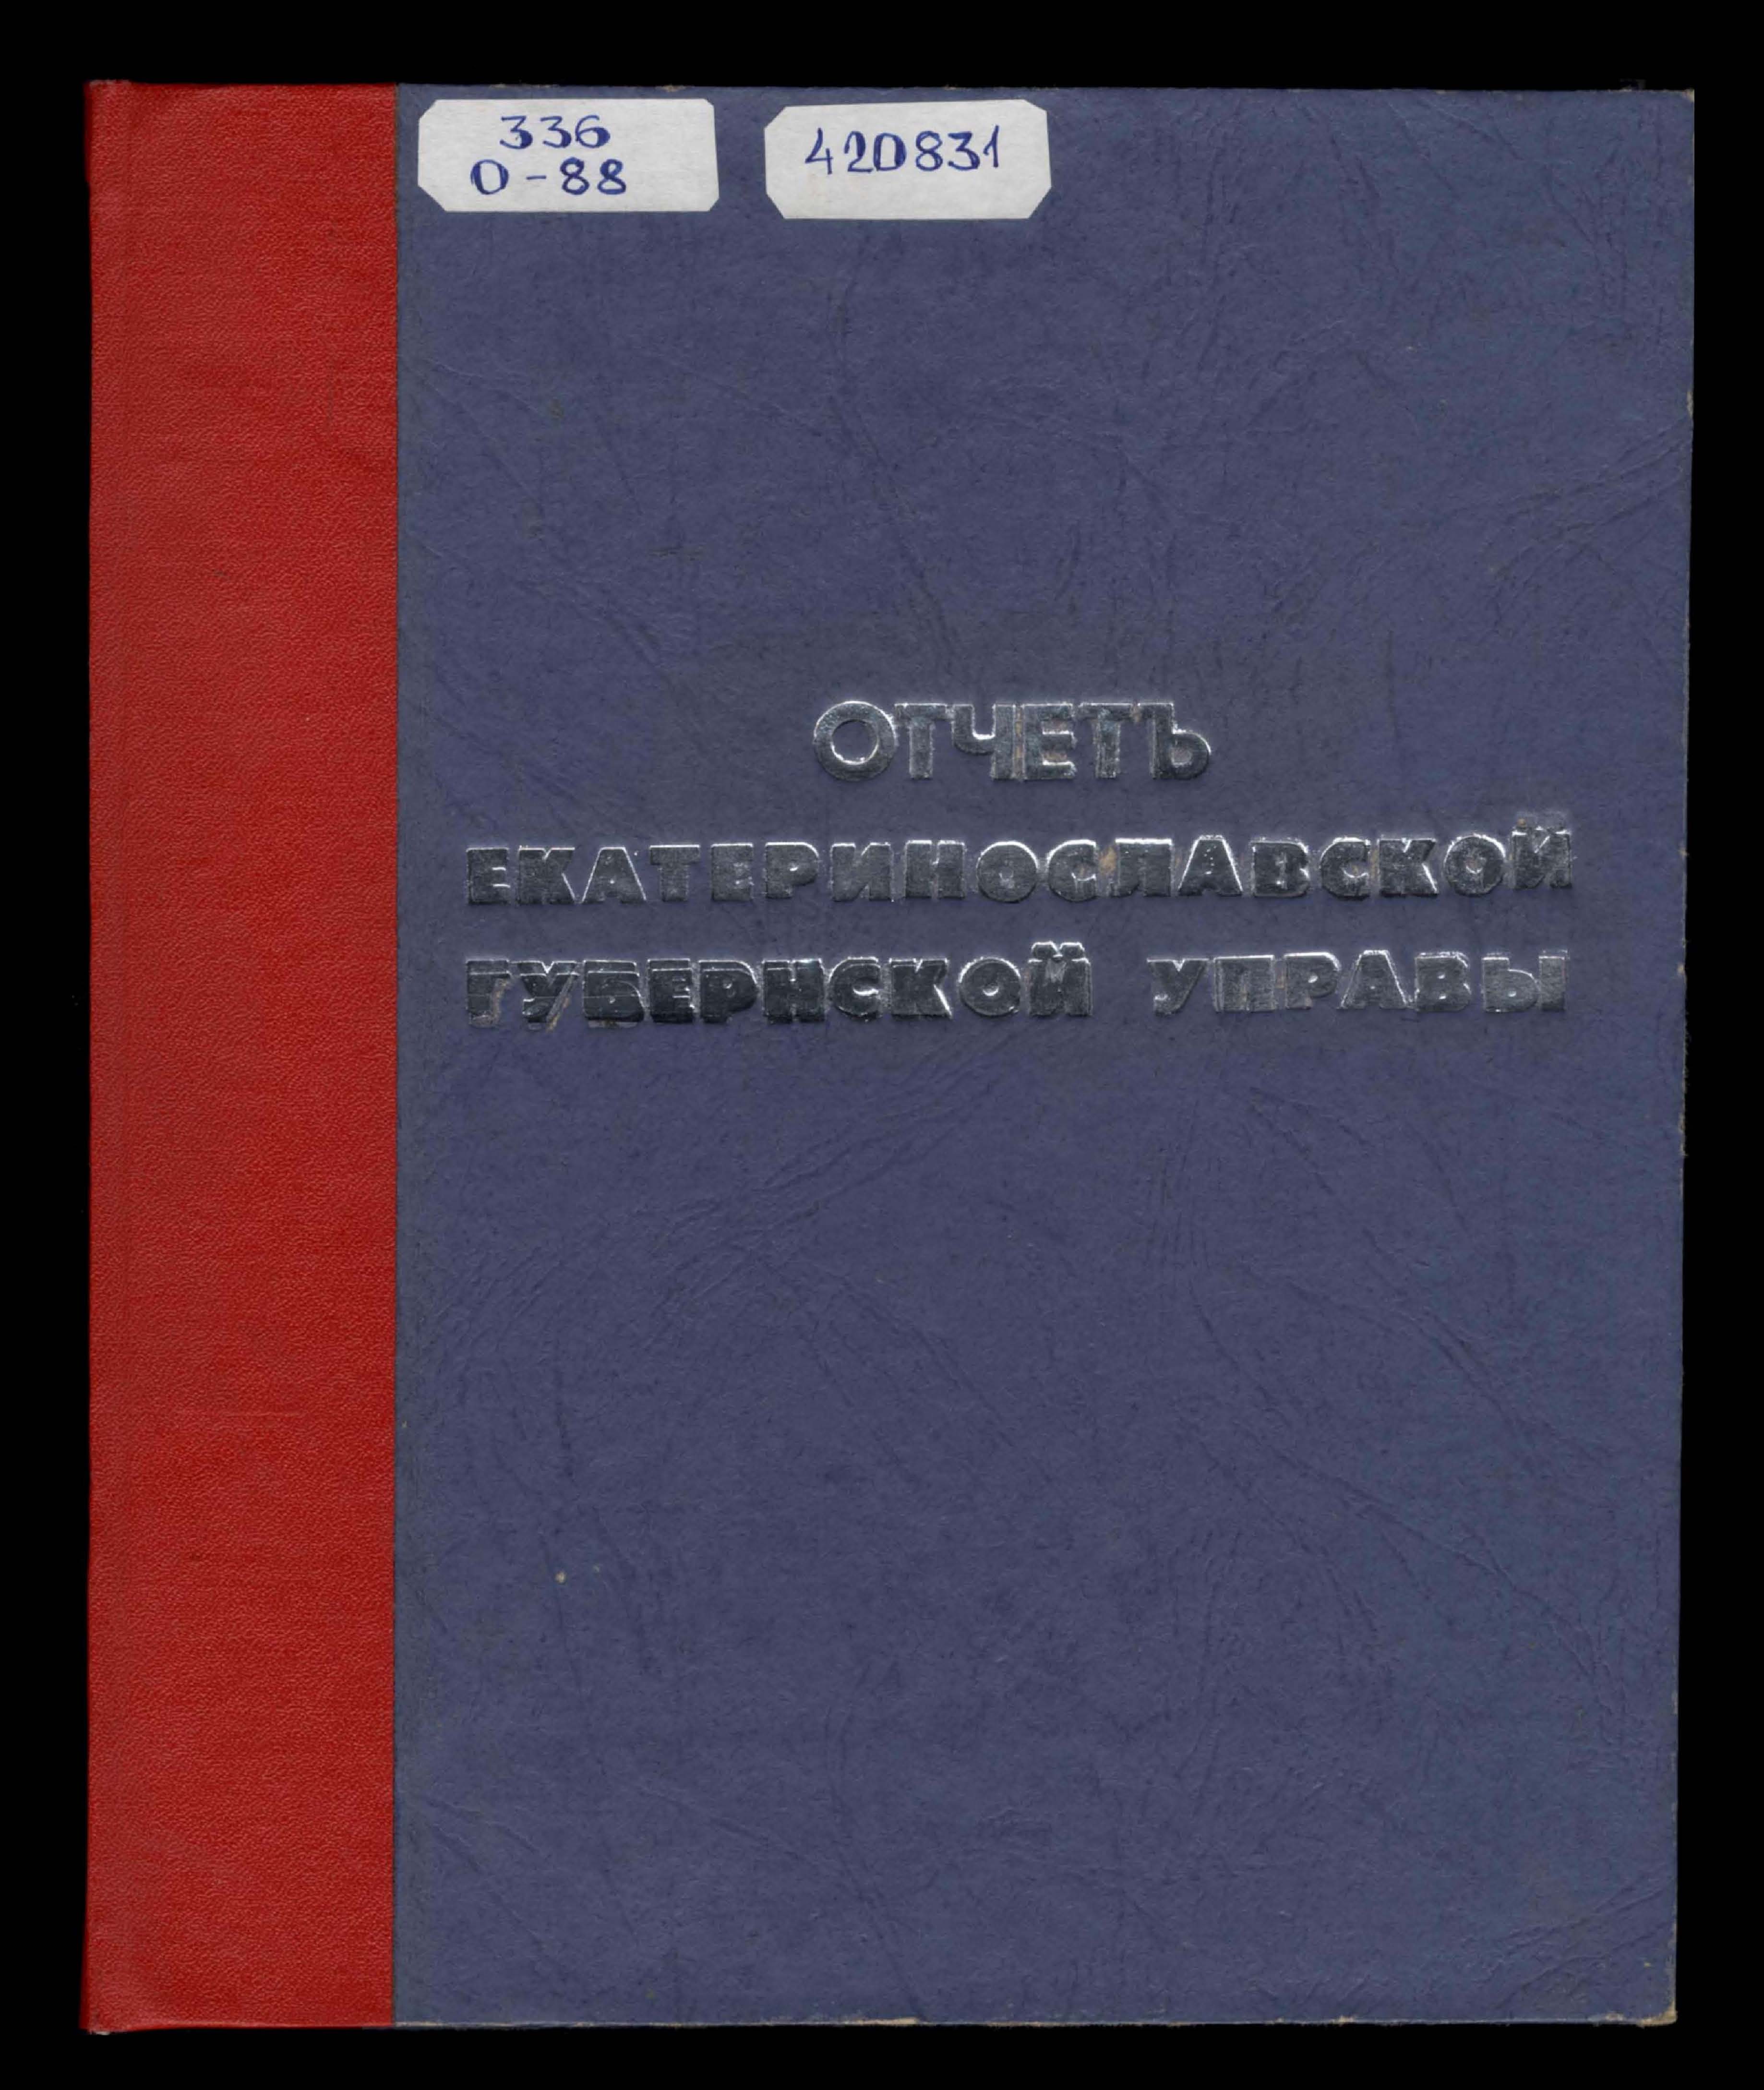 336
О-88
420831
ОТЧЕТЪ
ЕКАТЕРИНОСЛАВСКОЙ
ГУБЕРНСКОЙ УПРАВЫ